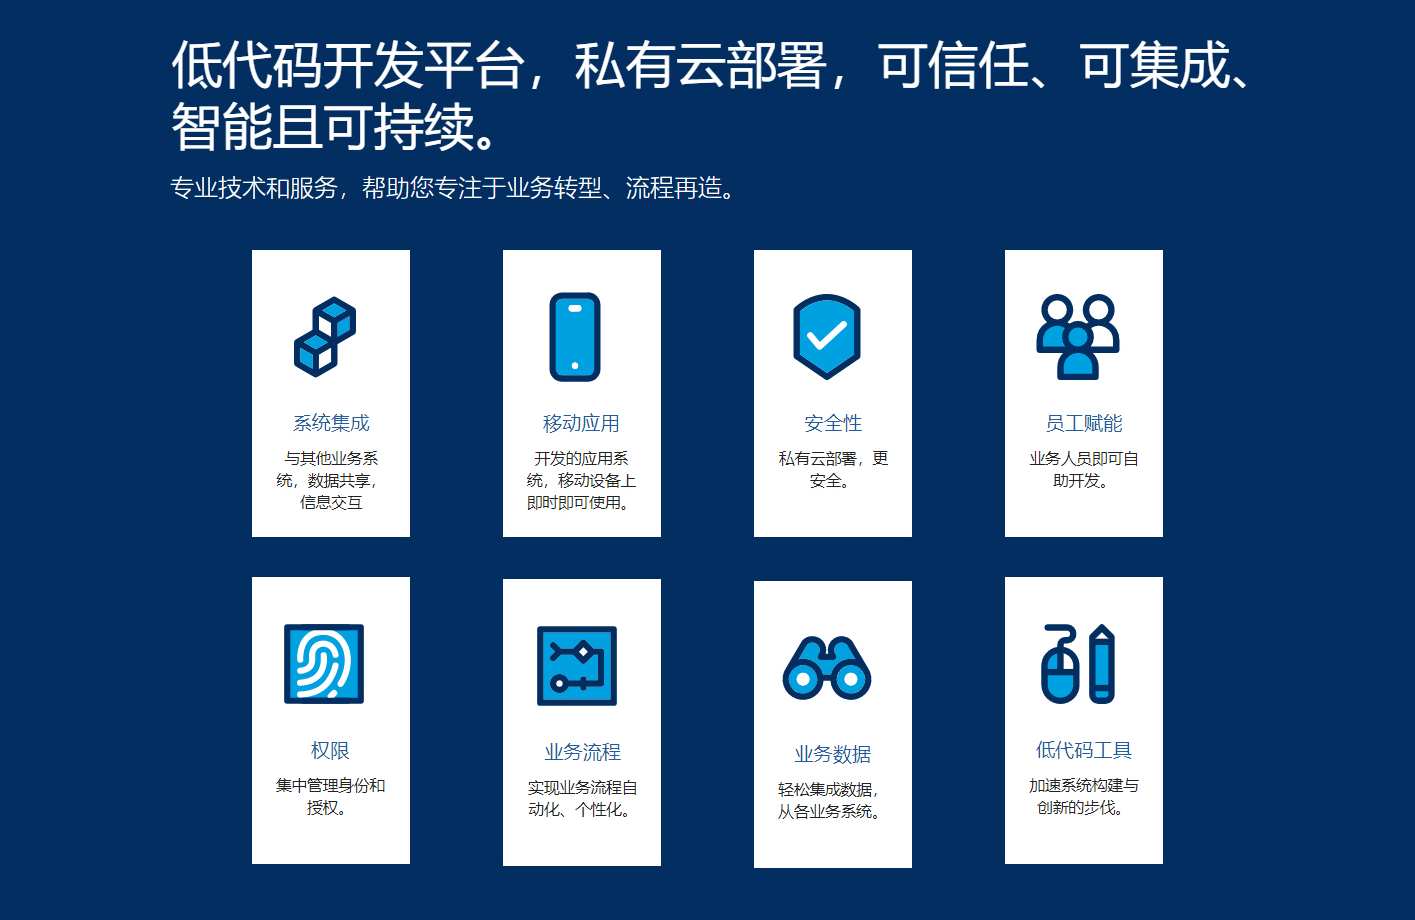 低代码开发平台，私有云部署，可信任、可集成、
智能且可持续。
专业技术和服务，帮助您专注于业务转型、流程再造。
系统集成
与其他业务系
统，数据共享，
信息交互
移动应用
开发的应用系
统，移动设备上
即时即可使用。
安全性
私有云部署，更
安全。
员工赋能
业务人员即可自
助开发。
权限
集中管理身份和
授权。
业务流程
实现业务流程自
动化、个性化。
业务数据
轻松集成数据，
从各业务系统。
低代码工具
加速系统构建与
创新的步伐。